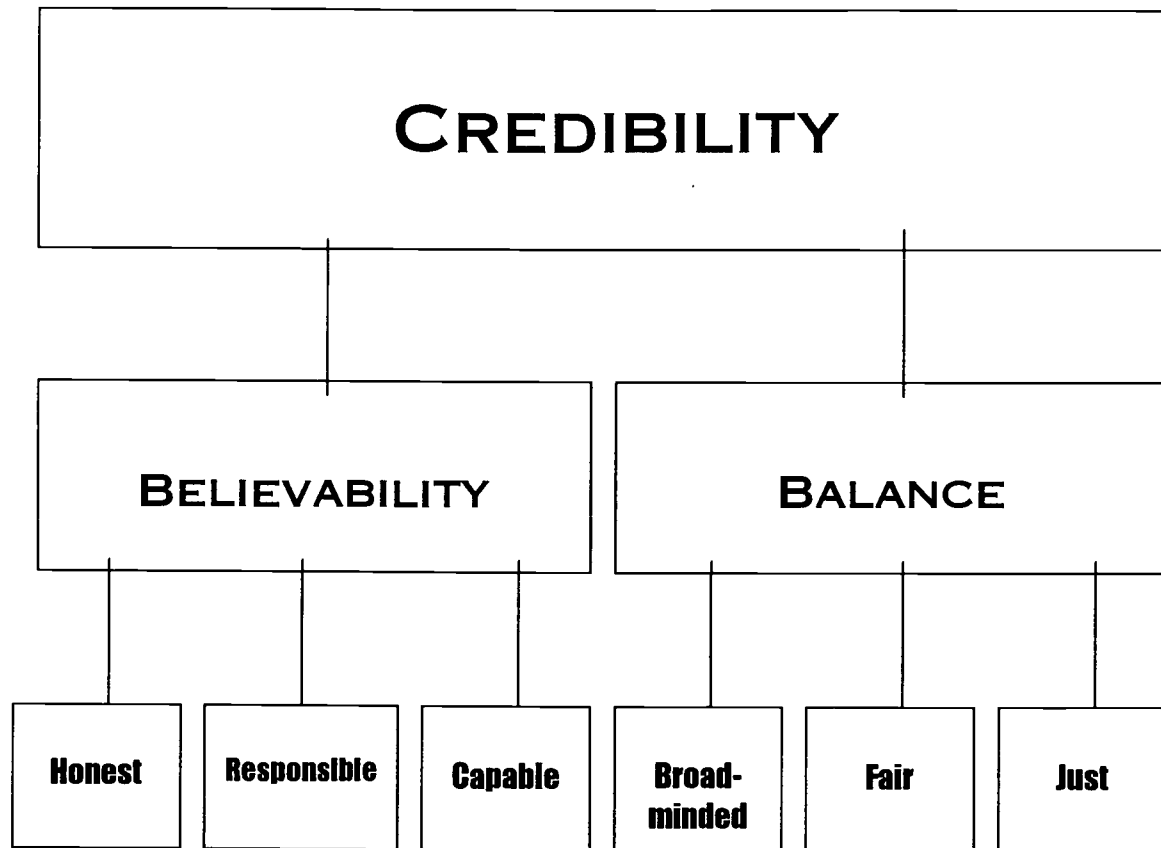 CREDIBILITY
BELIEVABILITY
BALANCE
Honest
Responsible
Capable
Broad-
minded
Fair
Just